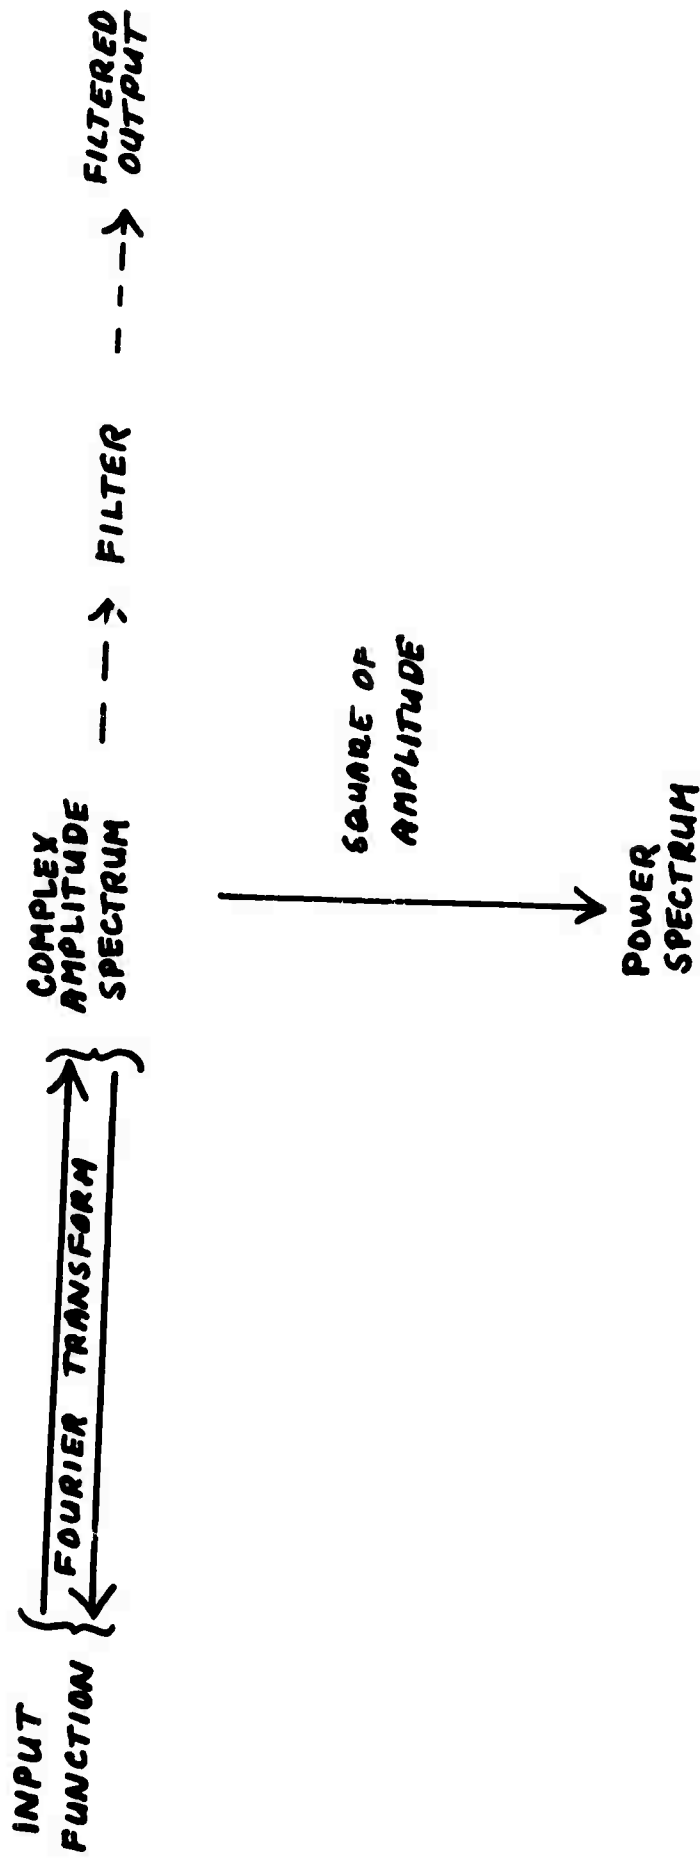 INPUT
FUNCTION
FOURIER TRANSFORM
COMPLEX
AMPLITUDE
SPECTRUM
FILTER
FILTERED
OUTPUT
SQUARE OF
AMPLITUDE
POWER
SPECTRUM